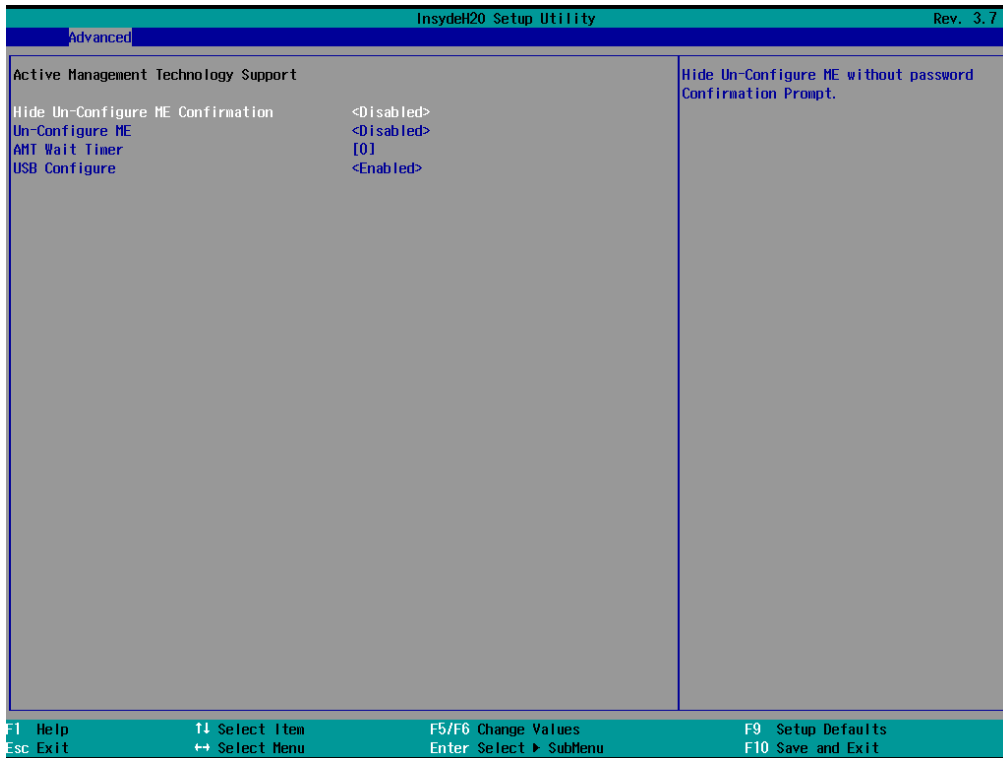 InsydeH20 Setup Utility Rev. 3.7
Advanced
Active Management Technology Support
Hide Un-Configure ME Confirmation <Disabled>
Un-Configure ME <Disabled>
AMT Wait Timer [0]
USB Configure <Enabled>
Hide Un-Configure ME without password
Confirmation Prompt.
F1 Help ↑↓ Select Item F5/F6 Change Values F9 Setup Defaults
Esc Exit ↔ Select Menu Enter Select ▶ SubMenu F10 Save and Exit